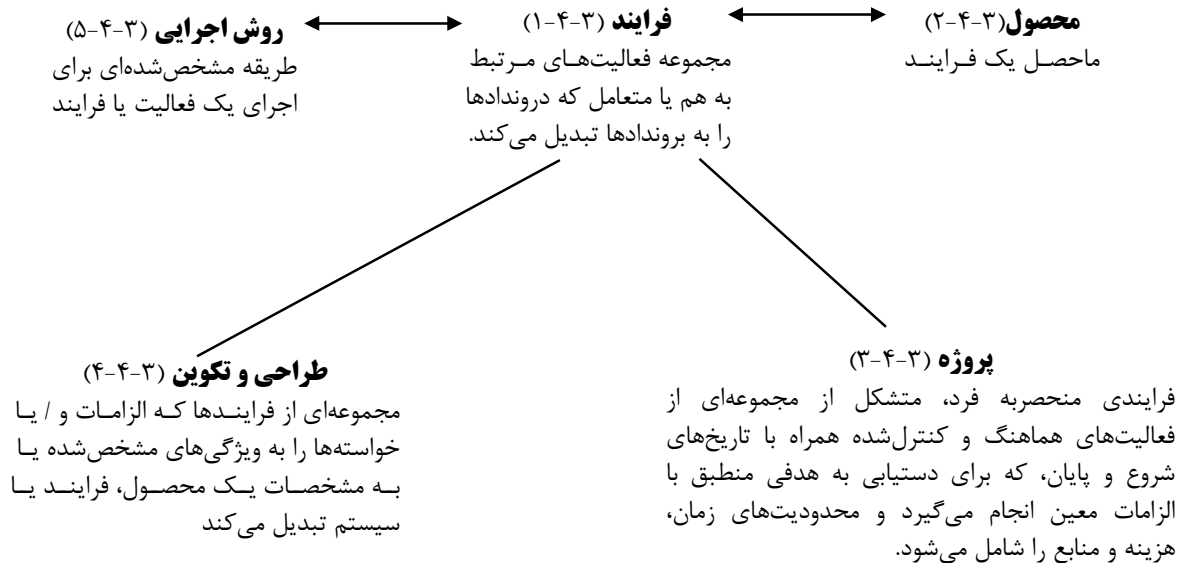 محصول(۳-۴-۲)
ماحصل یک فرایند
فرایند (۳-۴-۱)
مجموعه فعالیت‌های مرتبط
به هم یا متعامل که دروندادها
را به بروندادها تبدیل می‌کند.
روش اجرایی (۳-۴-۵)
طریقه مشخص‌شده‌ای برای
اجرای یک فعالیت یا فرایند
پروژه (۳-۴-۳)
فرایندی منحصربه فرد، متشکل از مجموعه‌ای از
فعالیت‌های هماهنگ و کنترل‌شده همراه با تاریخ‌های
شروع و پایان، که برای دستیابی به هدفی منطبق با
الزامات معین انجام می‌گیرد و محدودیت‌های زمان،
هزینه و منابع را شامل می‌شود.
طراحی و تکوین (۳-۴-۴)
مجموعه‌ای از فرایندها که الزامات و / یا
خواسته‌ها را به ویژگی‌های مشخص‌شده یا
به مشخصات یک محصول، فرایند یا
سیستم تبدیل می‌کند